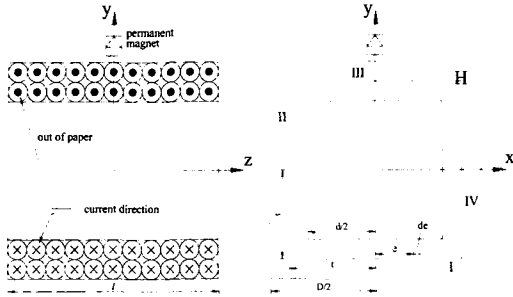 y
permanent
magnet
out of paper
z
current direction
l
y
III
H
II
I
x
IV
d/2
de
e
t
I
D/2